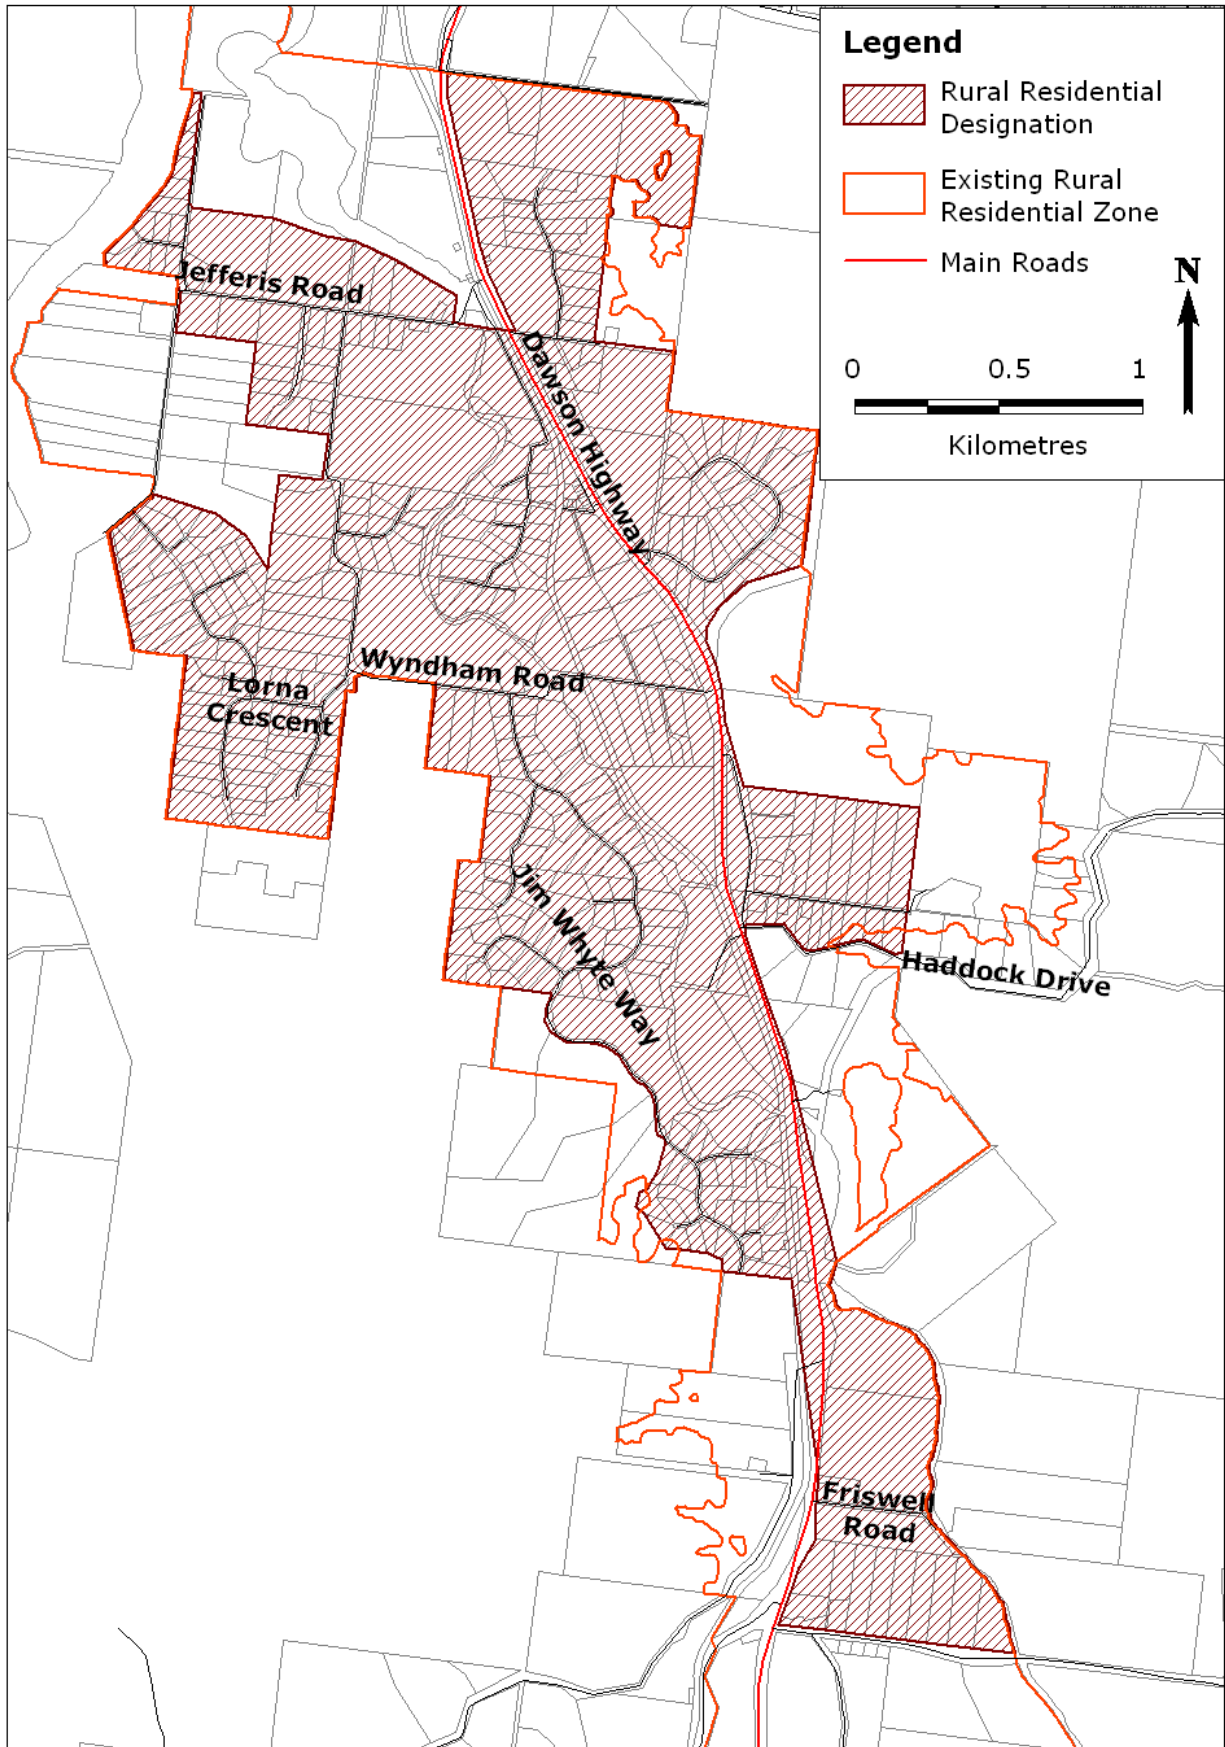 Legend
Rural Residential
Designation
Existing Rural
Residential Zone
Main Roads
N
0 0.5 1
Kilometres
Jefferis Road
Dawson Highway
Wyndham Road
Lorna
Crescent
Jim Whyte Way
Haddock Drive
Friswell
Road